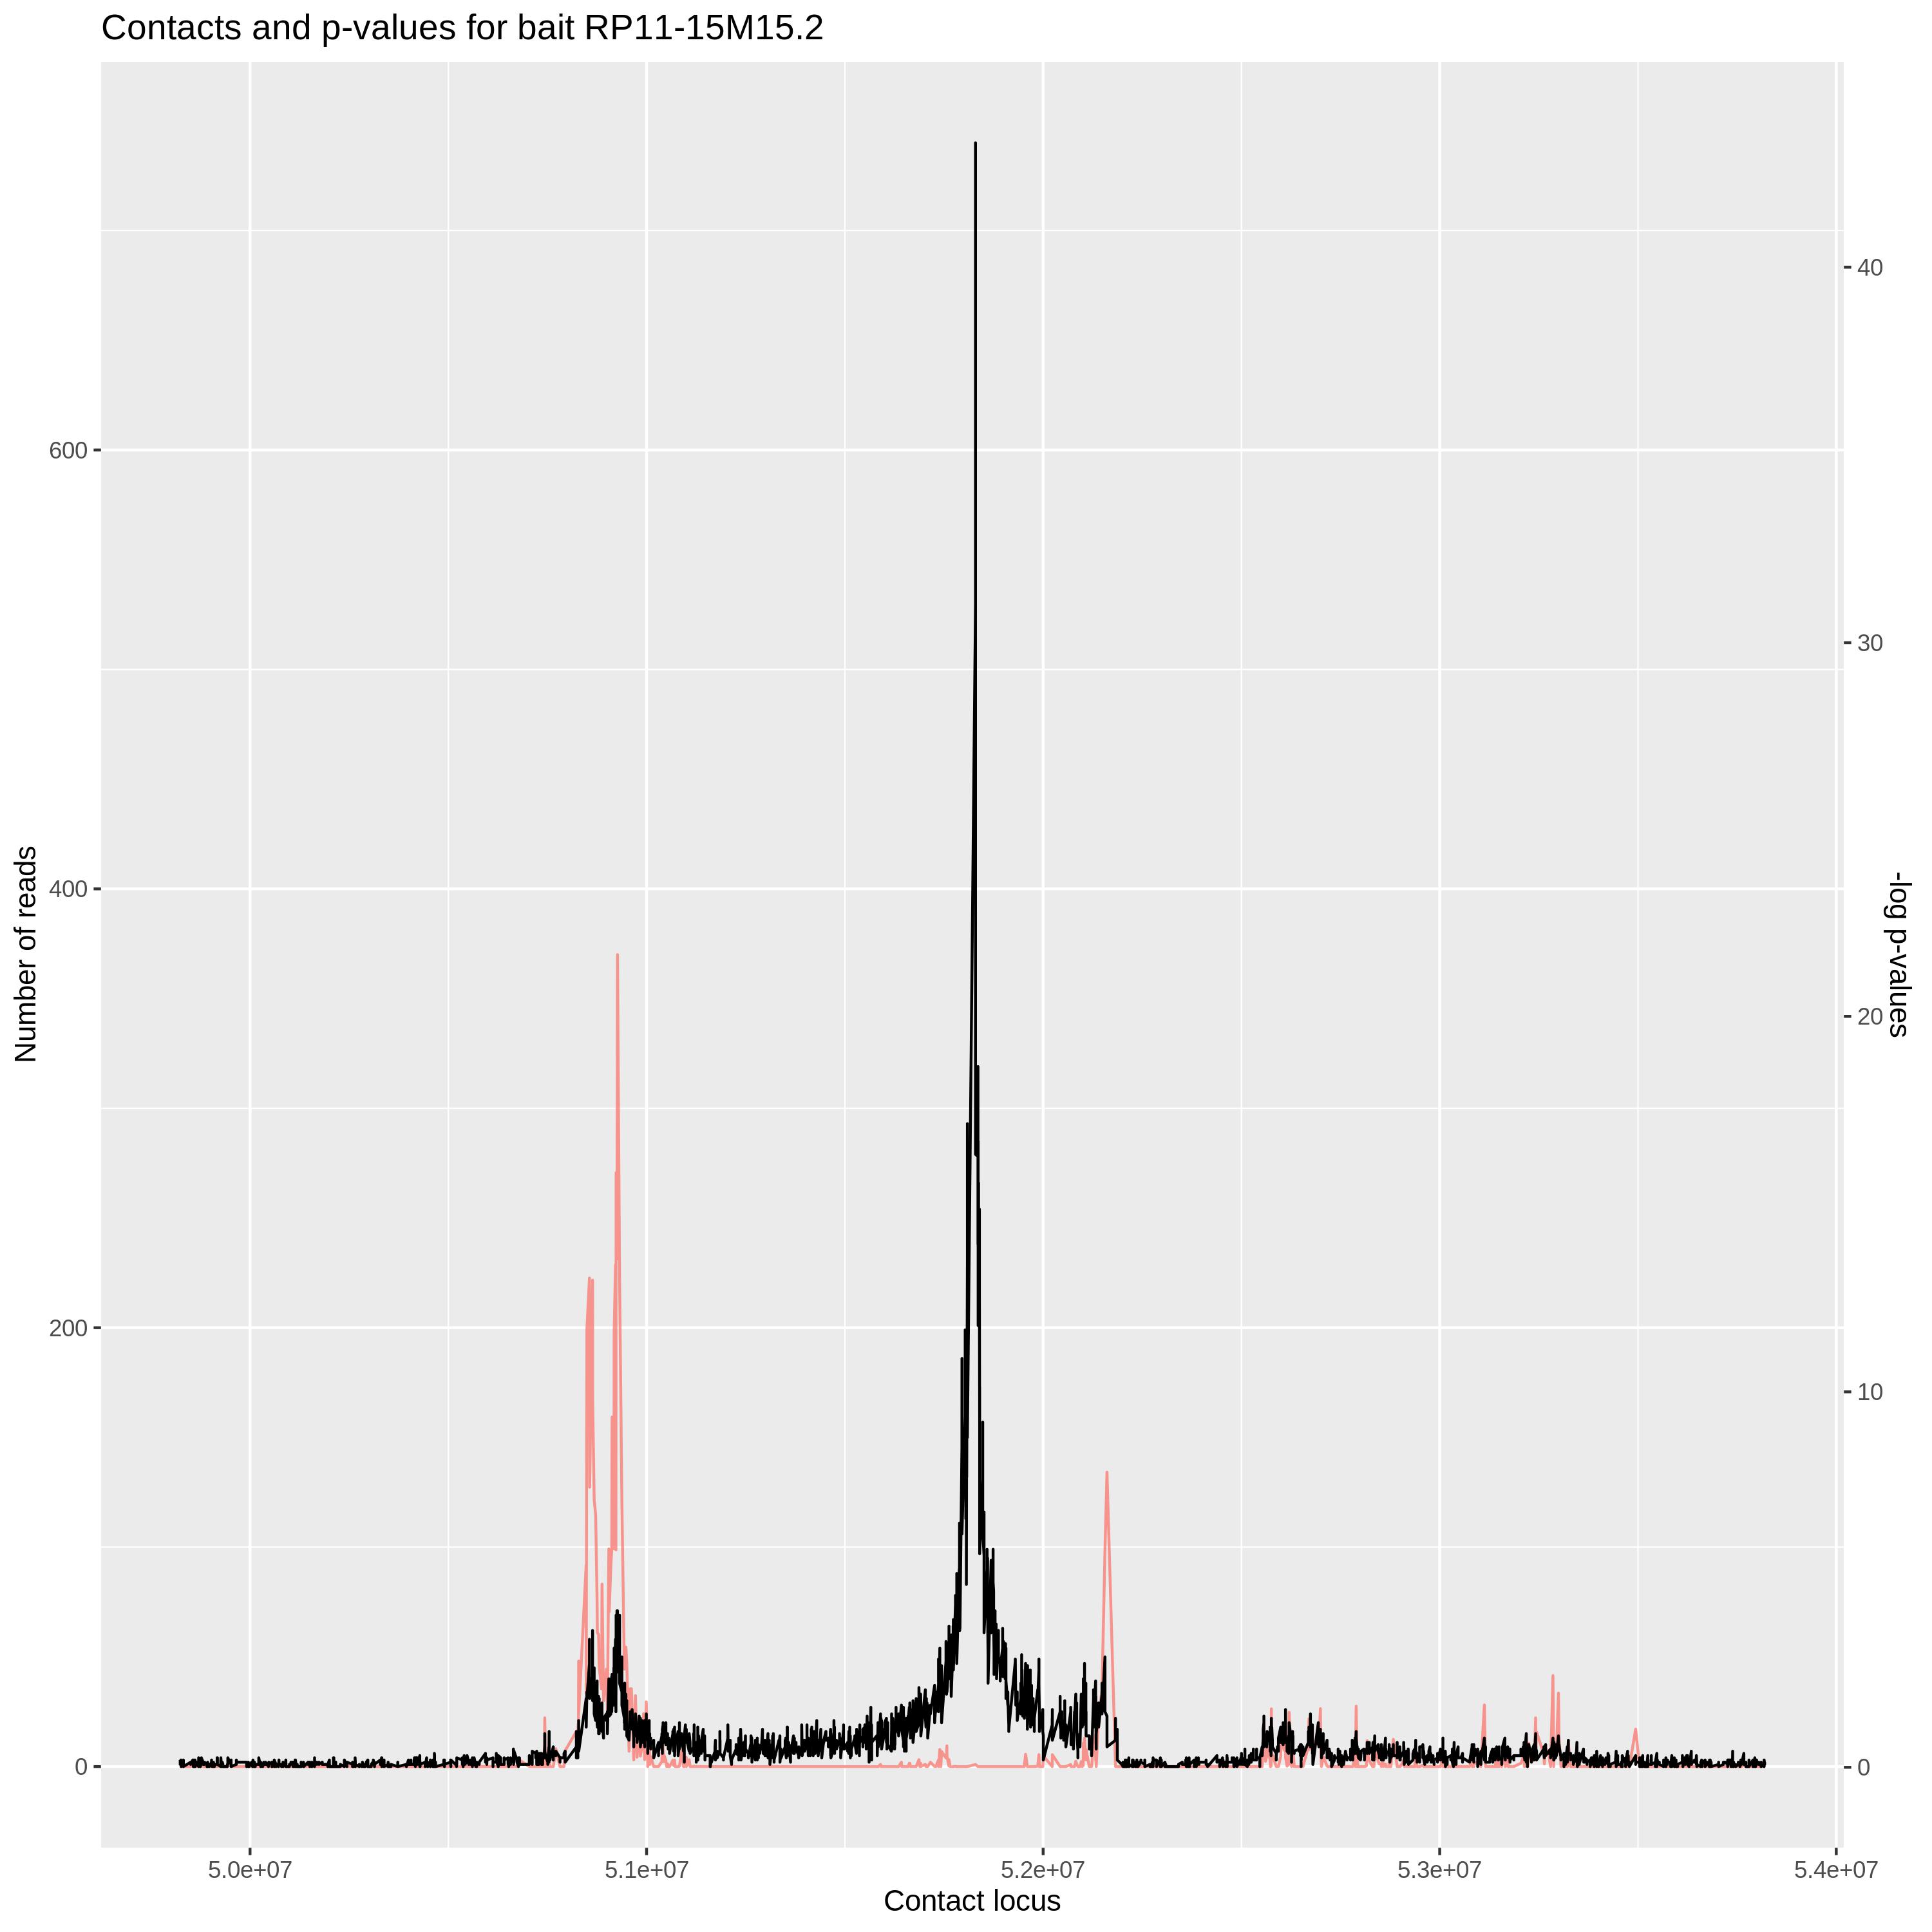 Contacts and p-values for bait RP11-15M15.2
Number of reads
600
400
200
0
40
30
20
10
0
-log p-values
5.0e+07
5.1e+07
5.2e+07
5.3e+07
5.4e+07
Contact locus